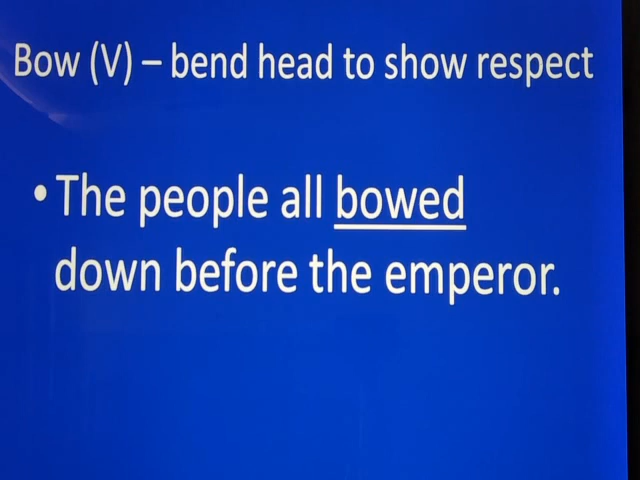 Bow (V) – bend head to show respect
• The people all bowed
down before the emperor.